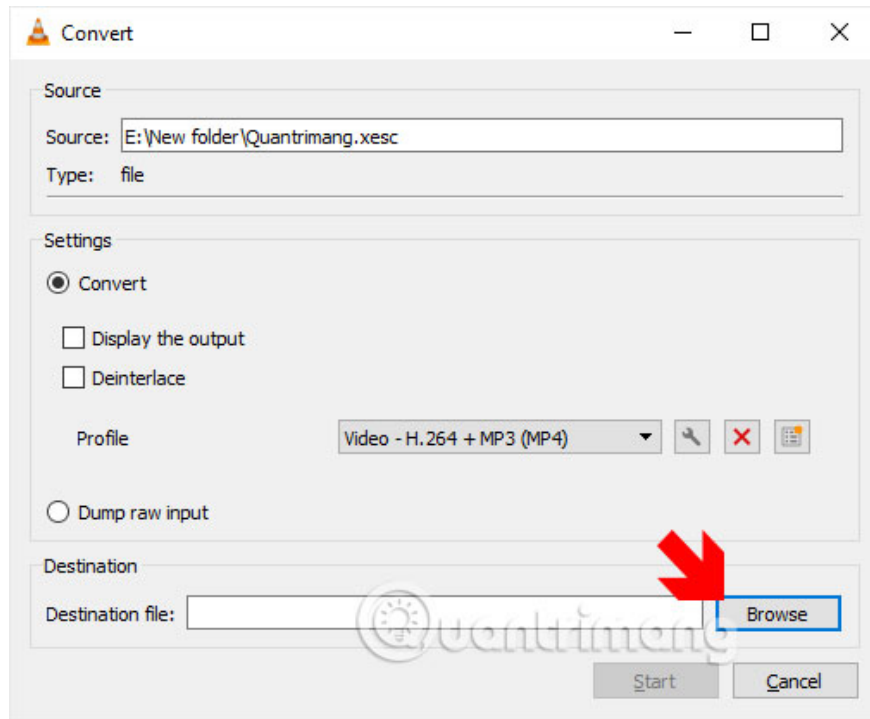 Convert
Source
Source: E:\New folder\Quantrimang.xesc
Type: file
Settings
Convert
Display the output
Deinterlace
Profile Video - H.264 + MP3 (MP4)
Dump raw input
Destination
Destination file: Browse
Quantrimang
Start Cancel